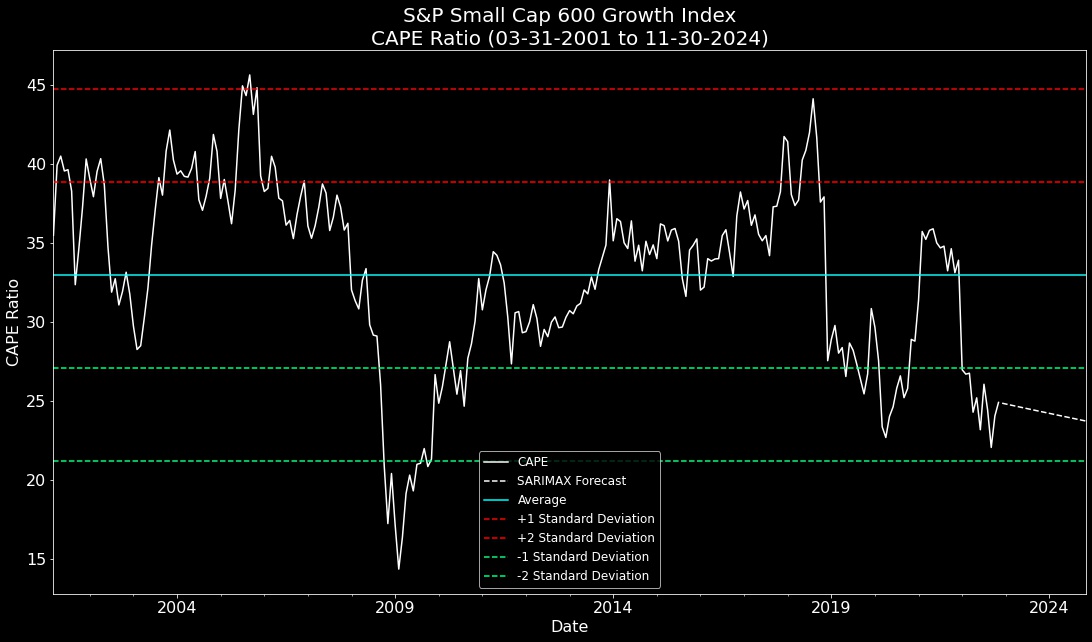 S&P Small Cap 600 Growth Index
CAPE Ratio (03-31-2001 to 11-30-2024)
45
40
35
30
25
20
15
CAPE Ratio
CAPE
SARIMAX Forecast
Average
+1 Standard Deviation
+2 Standard Deviation
-1 Standard Deviation
-2 Standard Deviation
2004
2009
2014
2019
2024
Date